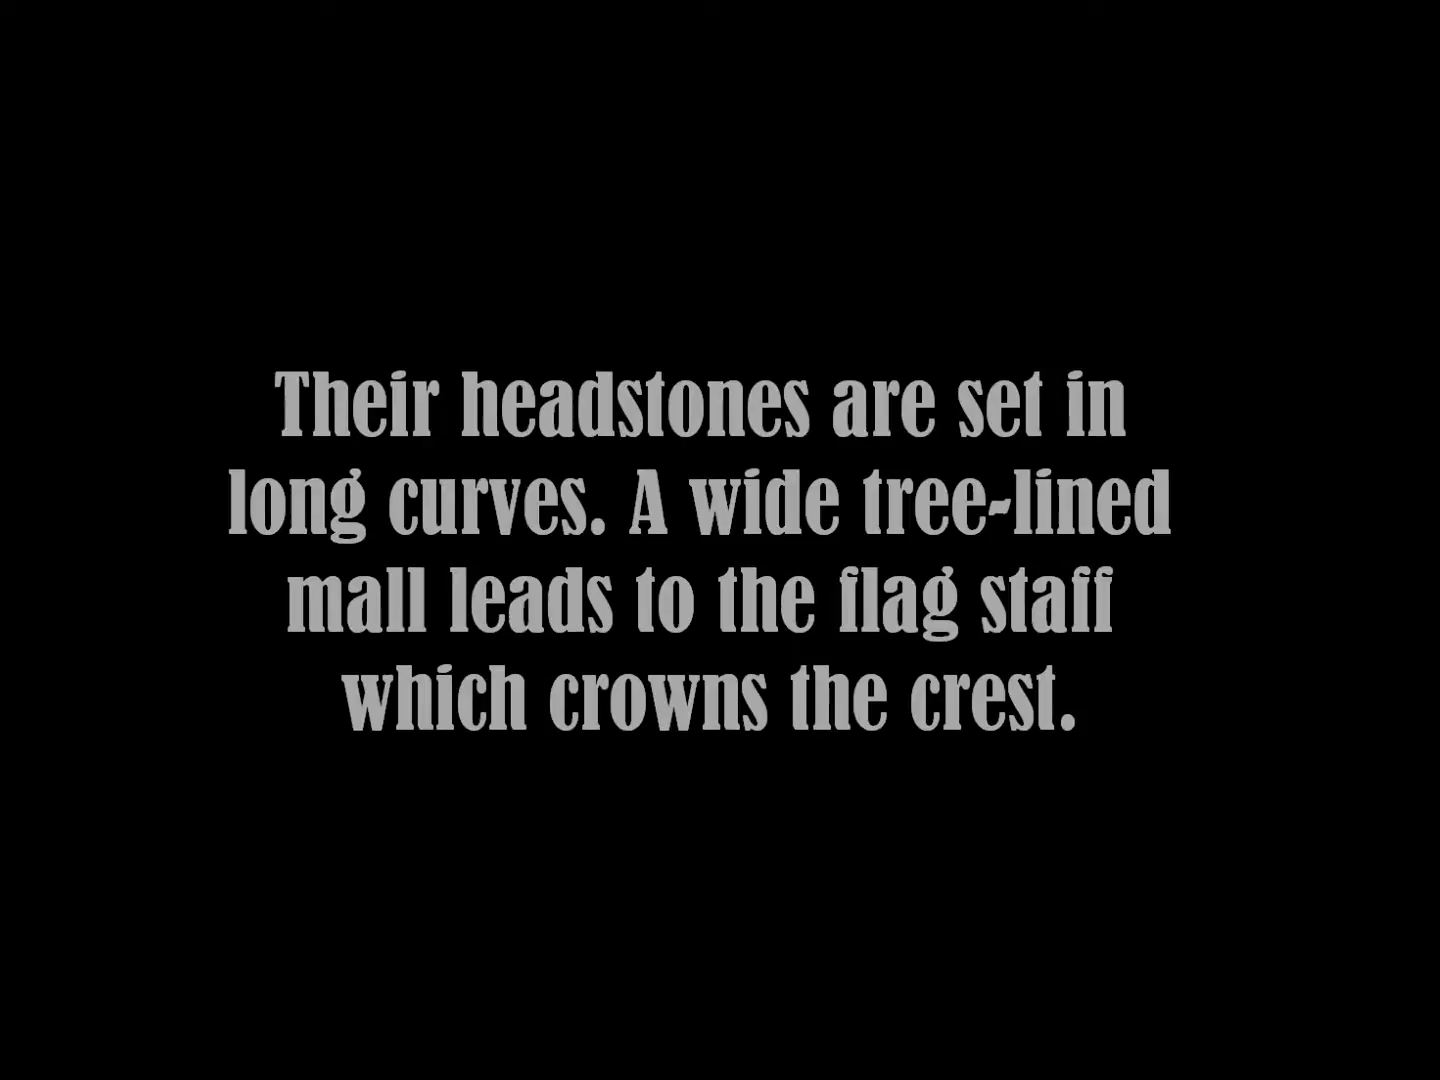 Their headstones are set in
long curves. A wide tree-lined
mall leads to the flag staff
which crowns the crest.